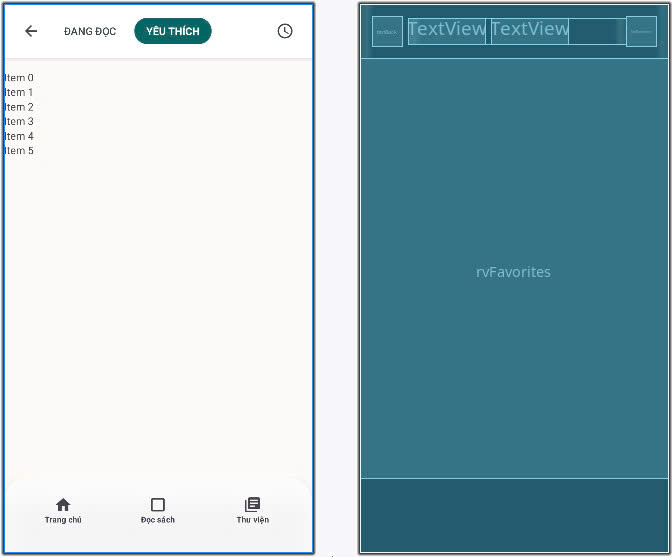 ĐANG ĐỌC
YÊU THÍCH
Item 0
Item 1
Item 2
Item 3
Item 4
Item 5
Trang chủ
Đọc sách
Thư viện
TextView
TextView
rvFavorites